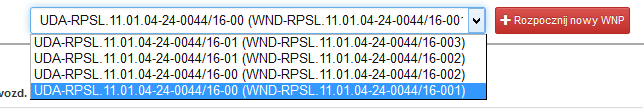 UDA-RPSL.11.01.04-24-0044/16-00 (WND-RPSL.11.01.04-24-0044/16-001
Rozpocznij nowy WNP
UDA-RPSL.11.01.04-24-0044/16-01 (WND-RPSL.11.01.04-24-0044/16-003)
UDA-RPSL.11.01.04-24-0044/16-01 (WND-RPSL.11.01.04-24-0044/16-002)
UDA-RPSL.11.01.04-24-0044/16-00 (WND-RPSL.11.01.04-24-0044/16-002)
wozd. UDA-RPSL.11.01.04-24-0044/16-00 (WND-RPSL.11.01.04-24-0044/16-001)